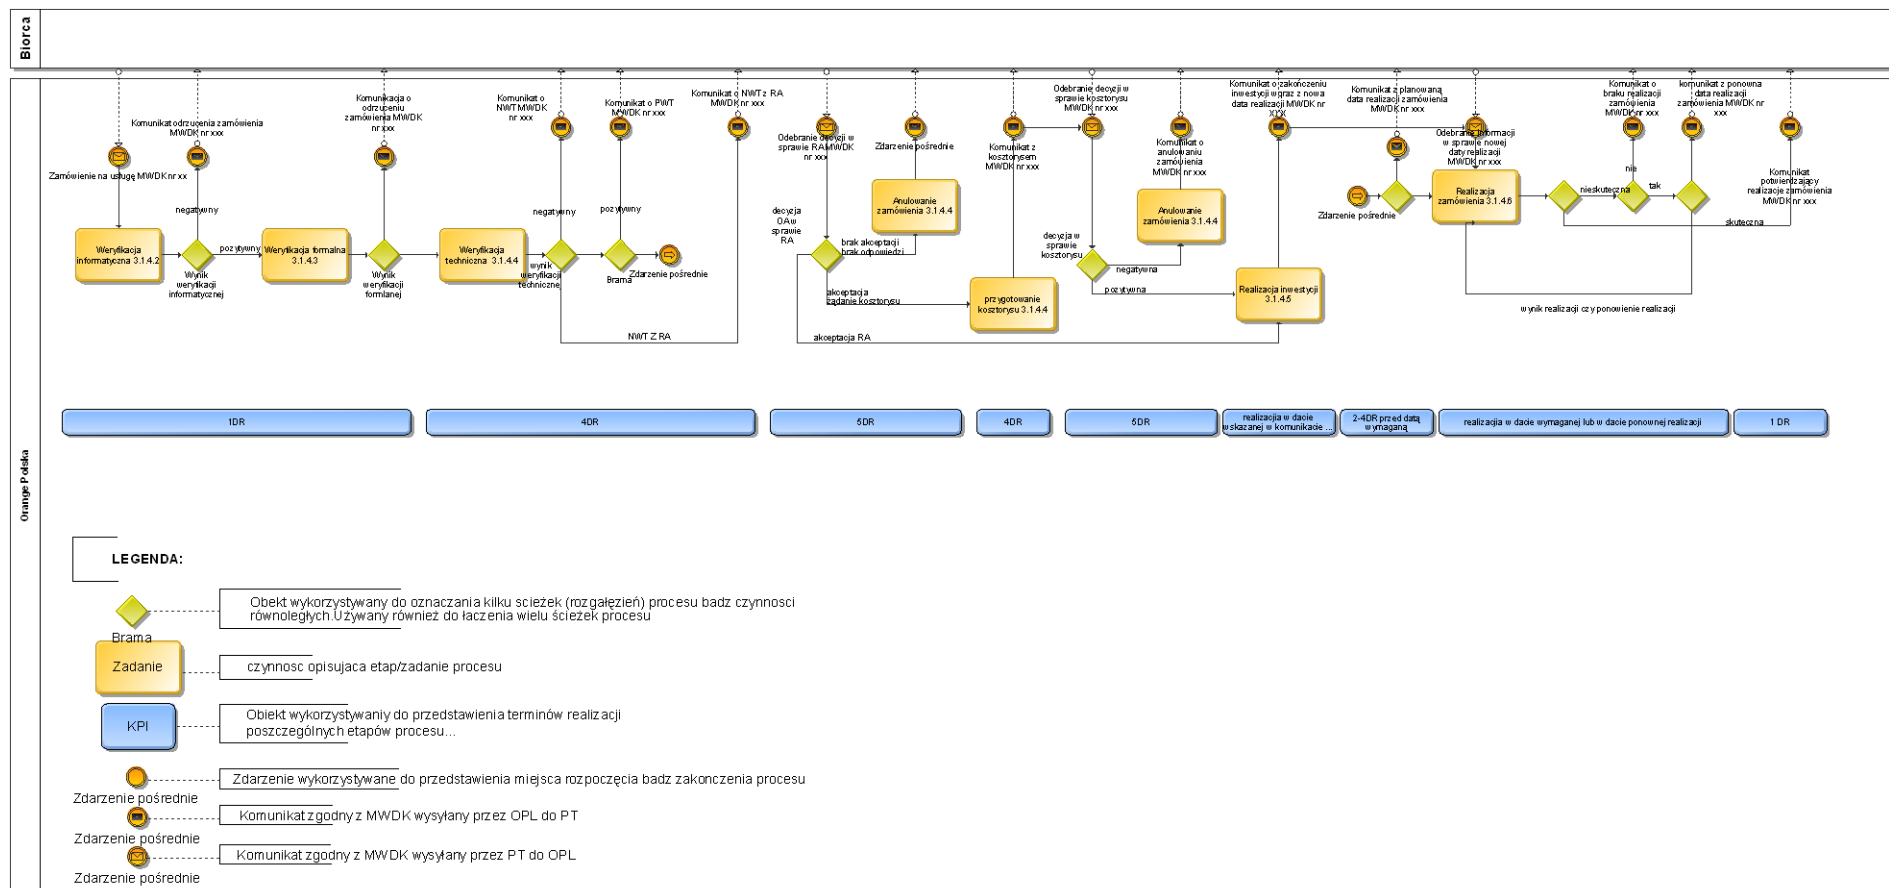 Biorca
Orange Polska
Zamówienie na usługę MWDK nr xx
Komunikat odrzucenia zamówienia
MWDK nr xxx
Komunikacja o
odrzuceniu
zamówienia MWDK
nr xxx
Komunikat o
NWT MWDK
nr xxx
Komunikat o PWT
MWDK nr xxx
Komunikat o NWT z RA
MWDK nr xxx
Odebranie decyzji w
sprawie RAMWDK
nr xxx
Zdarzenie pośrednie
Komunikat z
kosztorysem
MWDK nr xxx
Odebranie decyzji w
sprawie kosztorysu
MWDK nr xxx
Komunikat o
anulowaniu
zamówienia
MWDK nr xxx
Komunikat o zakończeniu
inwestycji wgraz z nowa
data realizacji MWDK nr
XXX
Komunikat z planowaną
data realizacji zamówienia
MWDK nr xxx
Odebranie informacji
w sprawie nowej
daty realizacji
MWDK nr xxx
Komunikat o
braku realizacji
zamówienia
MWDK nr xxx
komunikat z ponowna
data realizacji
zamówienia MWDK nr
xxx
Komunikat
potwierdzający
realizacje zamówienia
MWDK nr xxx
Weryfikacja
informatyczna 3.1.4.2
negatywny
pozytywny
Wynik
weryfikacji
informatycznej
Weryfikacja formalna
3.1.4.3
Wynik
weryfikacji
formlanej
Weryfikacja
techniczna 3.1.4.4
negatywny
wynik
weryfikacji
technicznej
pozytywny
Brama
Zdarzenie pośrednie
NWT Z RA
decyzja
OA w
sprawie
RA
brak akceptacji
brak odpowiedzi
Anulowanie
zamówienia 3.1.4.4
akceptacja
żądanie kosztorysu
akceptacja RA
przygotowanie
kosztorysu 3.1.4.4
decyzja w
sprawie
kosztorysu
negatywna
pozytywna
Anulowanie
zamówienia 3.1.4.4
Realizacja inwestycji
3.1.4.5
Zdarzenie pośrednie
Realizacja
zamówienia 3.1.4.6
nieskuteczna
nie
tak
skuteczna
wynik realizacji czy ponowienie realizacji
1DR
4DR
5DR
4DR
5DR
realizacjia w dacie
wskazanej w komunikacie ...
2-4DR przed datą
wymaganą
realizacjia w dacie wymaganej lub w dacie ponownej realizacji
1 DR
LEGENDA:
Brama
Obekt wykorzystywany do oznaczania kilku scieżek (rozgałęzień) procesu badz czynnosci
równoległych.Używany również do łaczenia wielu ścieżek procesu
Zadanie
czynnosc opisujaca etap/zadanie procesu
KPI
Obiekt wykorzystywaniy do przedstawienia terminów realizacji
poszczególnych etapów procesu...
Zdarzenie pośrednie
Zdarzenie wykorzystywane do przedstawienia miejsca rozpoczęcia badz zakonczenia procesu
Zdarzenie pośrednie
Komunikat zgodny z MWDK wysyłany przez OPL do PT
Zdarzenie pośrednie
Komunikat zgodny z MWDK wysyłany przez PT do OPL